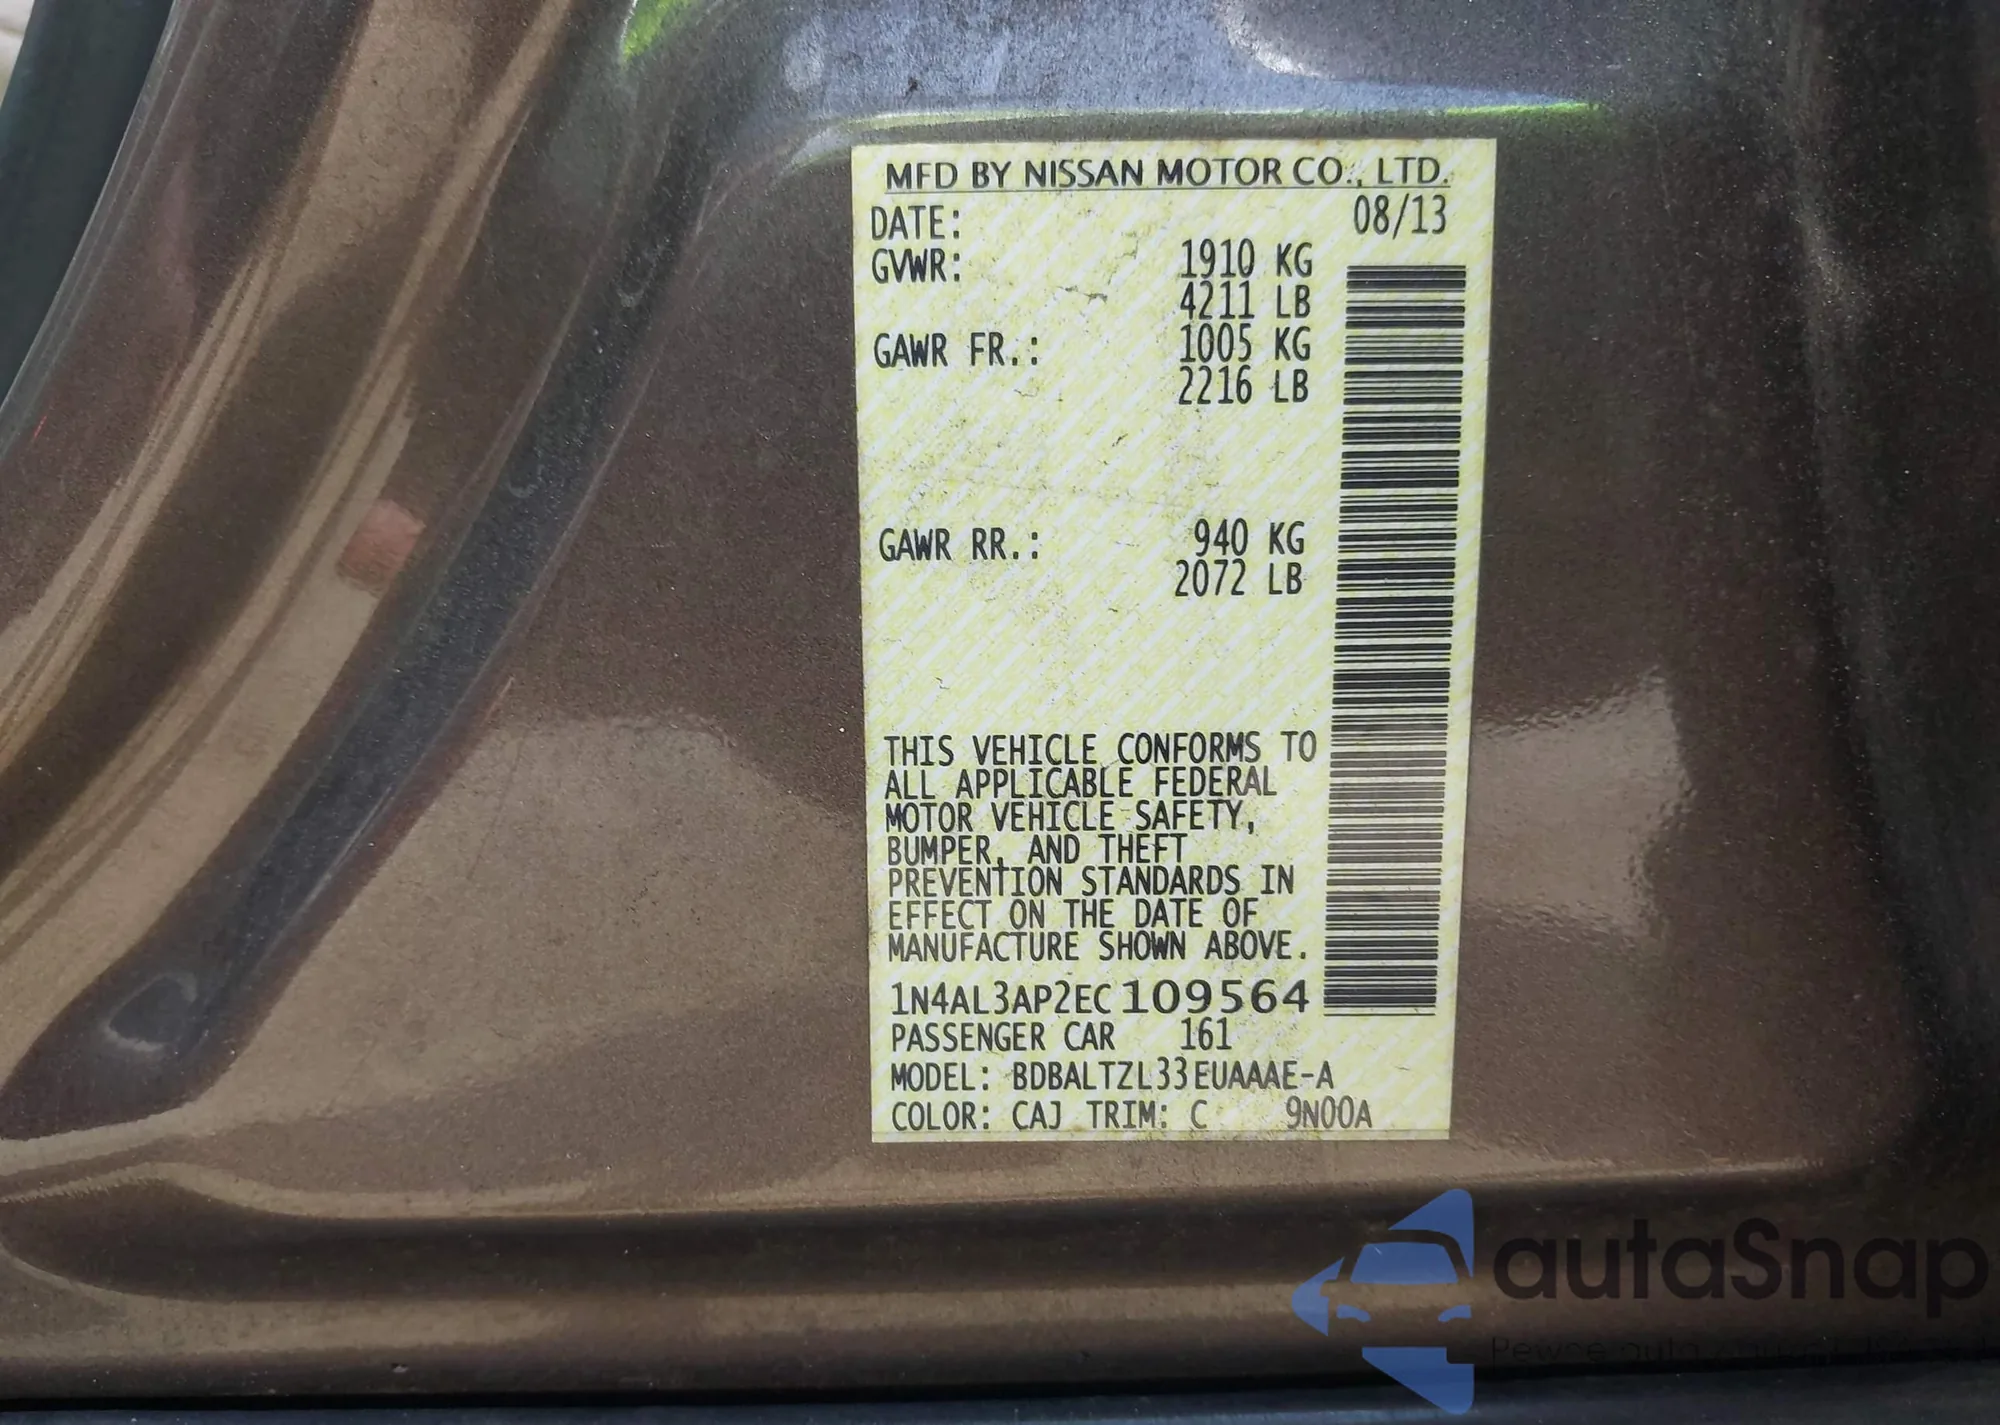 MFD BY NISSAN MOTOR CO., LTD.
DATE: 08/13
GVWR: 1910 KG
4211 LB
GAWR FR.: 1005 KG
2216 LB
GAWR RR.: 940 KG
2072 LB
THIS VEHICLE CONFORMS TO
ALL APPLICABLE FEDERAL
MOTOR VEHICLE SAFETY,
BUMPER, AND THEFT
PREVENTION STANDARDS IN
EFFECT ON THE DATE OF
MANUFACTURE SHOWN ABOVE.
1N4AL3AP2EC109564
PASSENGER CAR 161
MODEL: BDBALTZL33EUAAAE-A
COLOR: CAJ TRIM: C 9N00A
autaSnap